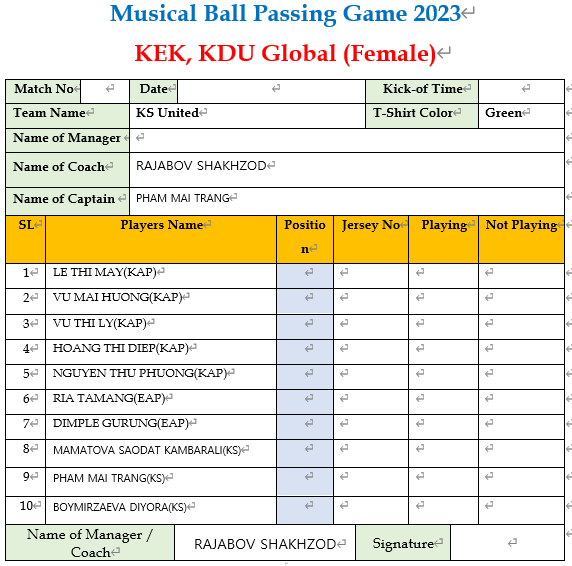 Musical Ball Passing Game 2023
KEK, KDU Global (Female)
Match No Date Kick-of Time
Team Name KS United T-Shirt Color Green
Name of Manager
Name of Coach RAJABOV SHAKHZOD
Name of Captain PHAM MAI TRANG
SL Players Name Positio
n Jersey No Playing Not Playing
1 LE THI MAY(KAP)
2 VU MAI HUONG(KAP)
3 VU THI LY(KAP)
4 HOANG THI DIEP(KAP)
5 NGUYEN THU PHUONG(KAP)
6 RIA TAMANG(EAP)
7 DIMPLE GURUNG(EAP)
8 MAMATOVA SAODAT KAMBARALI(KS)
9 PHAM MAI TRANG(KS)
10 BOYMIRZAEVA DIYORA(KS)
Name of Manager /
Coach RAJABOV SHAKHZOD Signature